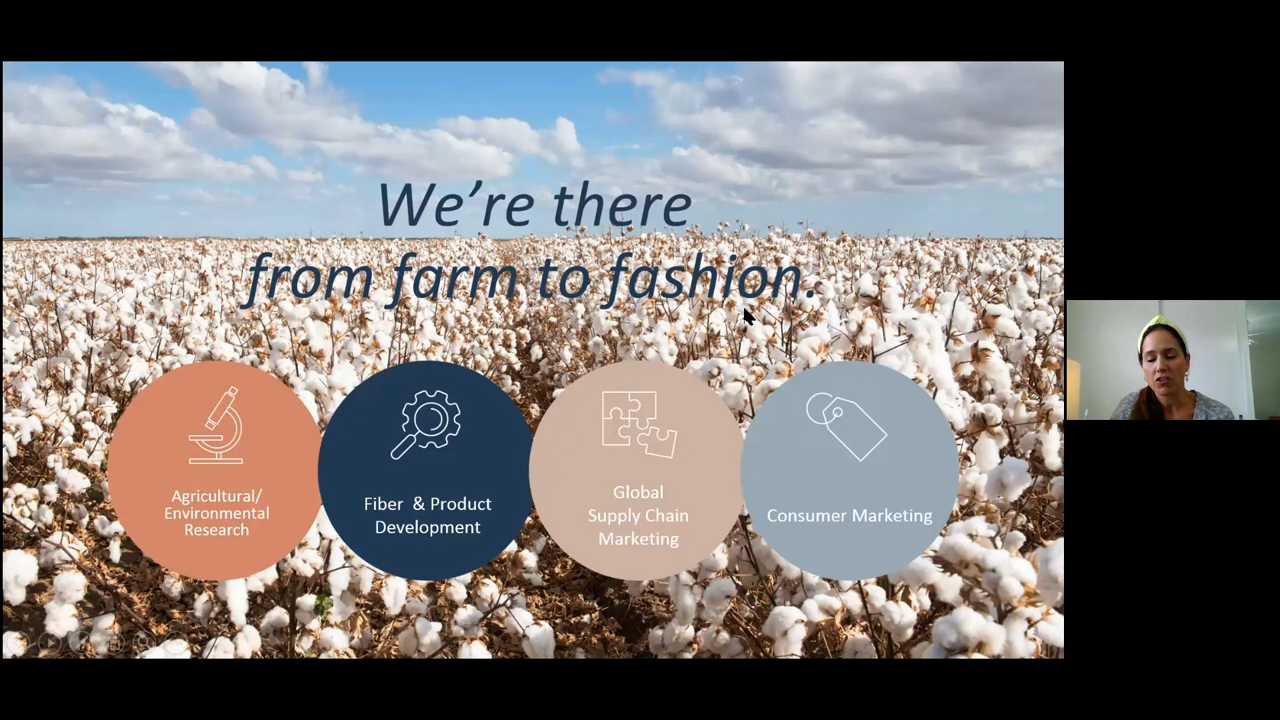 We’re there
from farm to fashion.
Agricultural/
Environmental
Research
Fiber & Product
Development
Global
Supply Chain
Marketing
Consumer Marketing